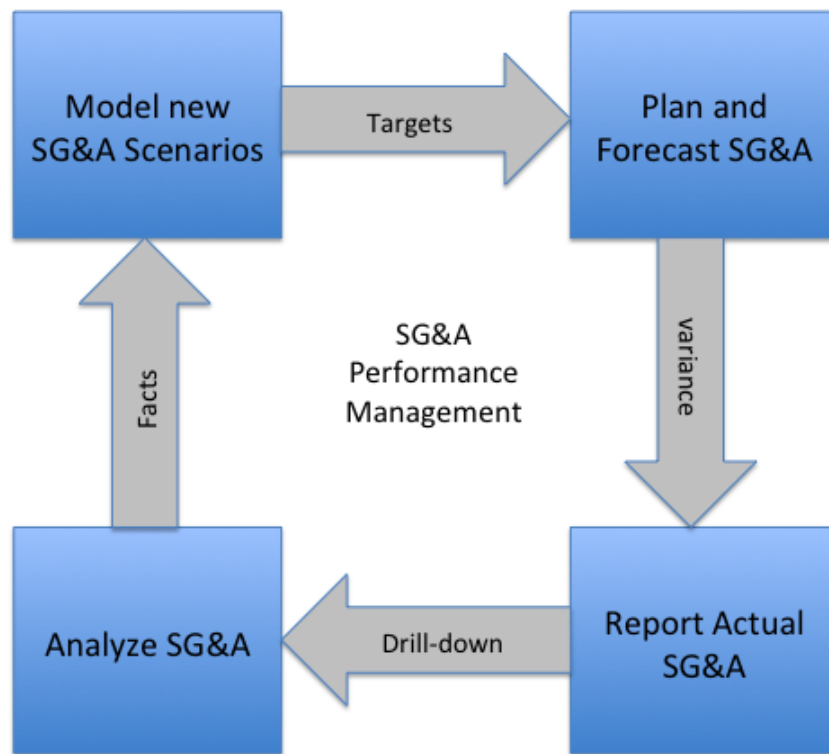 Model new
SG&A Scenarios
Targets
Plan and
Forecast SG&A
variance
SG&A
Performance
Management
Facts
Analyze SG&A
Drill-down
Report Actual
SG&A